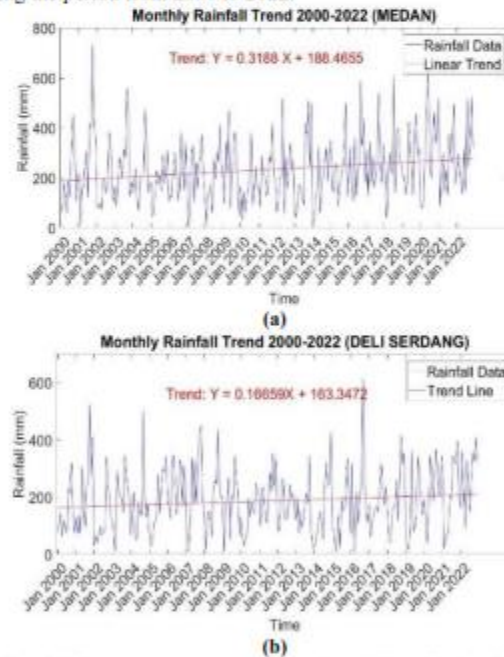 Monthly Rainfall Trend 2000-2022 (MEDAN)
800
600
400
200
0
Rainfall (mm)
Trend: Y = 0.3188 X + 188.4655
Rainfall Data
Linear Trend
Jan 2000
Jan 2001
Jan 2002
Jan 2003
Jan 2004
Jan 2005
Jan 2006
Jan 2007
Jan 2008
Jan 2009
Jan 2010
Jan 2011
Jan 2012
Jan 2013
Jan 2014
Jan 2015
Jan 2016
Jan 2017
Jan 2018
Jan 2019
Jan 2020
Jan 2021
Jan 2022
Time
(a)
Monthly Rainfall Trend 2000-2022 (DELI SERDANG)
600
400
200
0
Rainfall (mm)
Trend: Y = 0.16659X + 163.3472
Rainfall Data
Trend Line
Jan 2000
Jan 2001
Jan 2002
Jan 2003
Jan 2004
Jan 2005
Jan 2006
Jan 2007
Jan 2008
Jan 2009
Jan 2010
Jan 2011
Jan 2012
Jan 2013
Jan 2014
Jan 2015
Jan 2016
Jan 2017
Jan 2018
Jan 2019
Jan 2020
Jan 2021
Jan 2022
Time
(b)